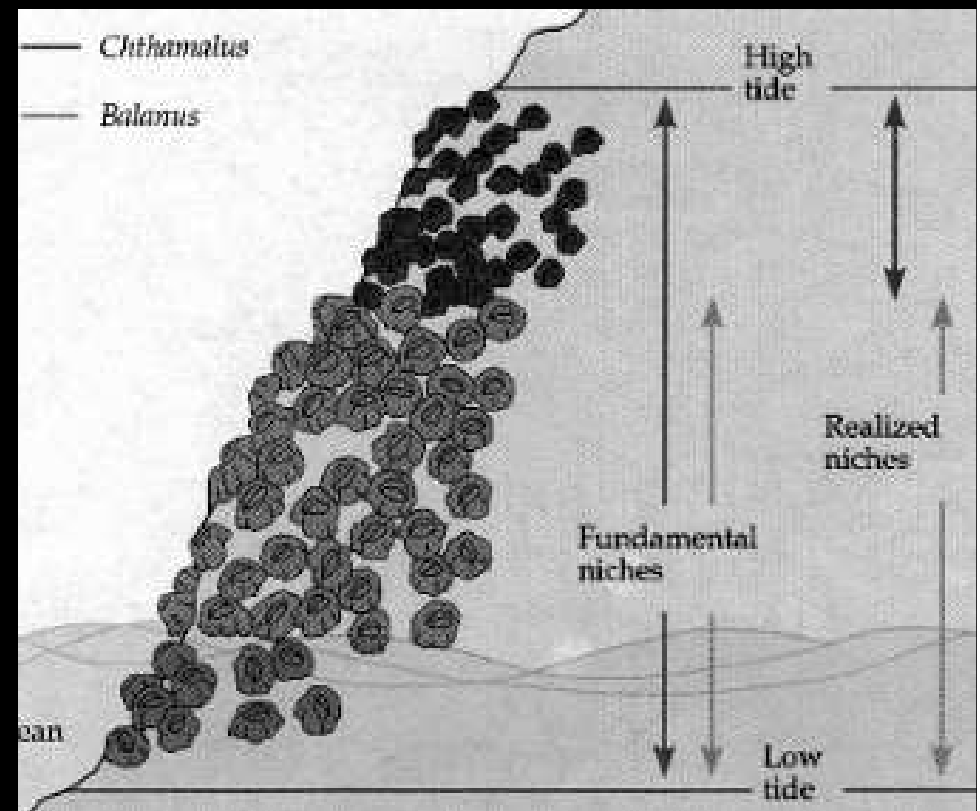 Chthamalus
Balanus
High
tide
Realized
niches
Fundamental
niches
ean
Low
tide